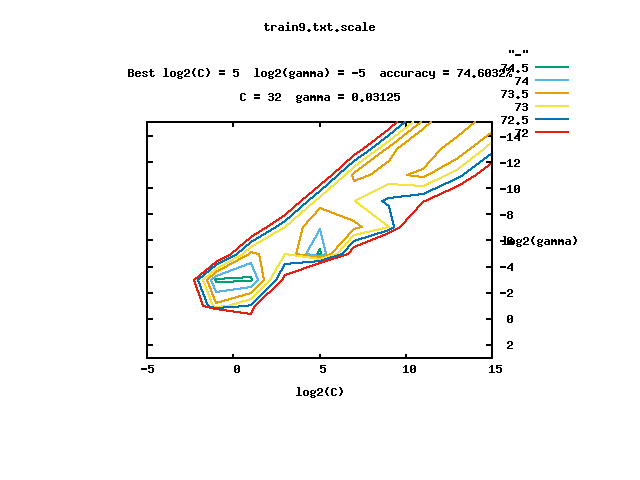 train9.txt.scale
"-"
Best log2(C) = 5 log2(gamma) = -5 accuracy = 74.6032%
74.5
74
C = 32 gamma = 0.03125
73.5
73
72.5
72
-14
-12
-10
-8
log2(gamma)
-4
-2
0
2
-5 0 5 10 15
log2(C)